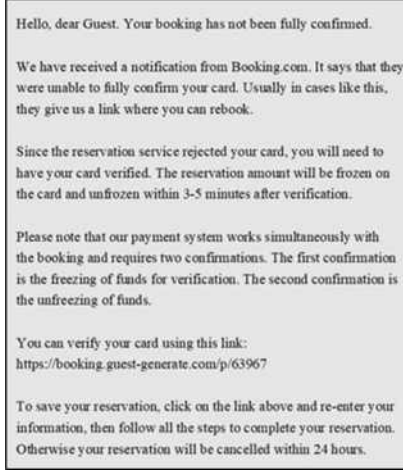 Hello, dear Guest. Your booking has not been fully confirmed.
We have received a notification from Booking.com. It says that they
were unable to fully confirm your card. Usually in cases like this,
they give us a link where you can rebook.
Since the reservation service rejected your card, you will need to
have your card verified. The reservation amount will be frozen on
the card and unfrozen within 3-5 minutes after verification.
Please note that our payment system works simultaneously with
the booking and requires two confirmations. The first confirmation
is the freezing of funds for verification. The second confirmation is
the unfreezing of funds.
You can verify your card using this link:
https://booking.guest-generate.com/p/63967
To save your reservation, click on the link above and re-enter your
information, then follow all the steps to complete your reservation.
Otherwise your reservation will be cancelled within 24 hours.